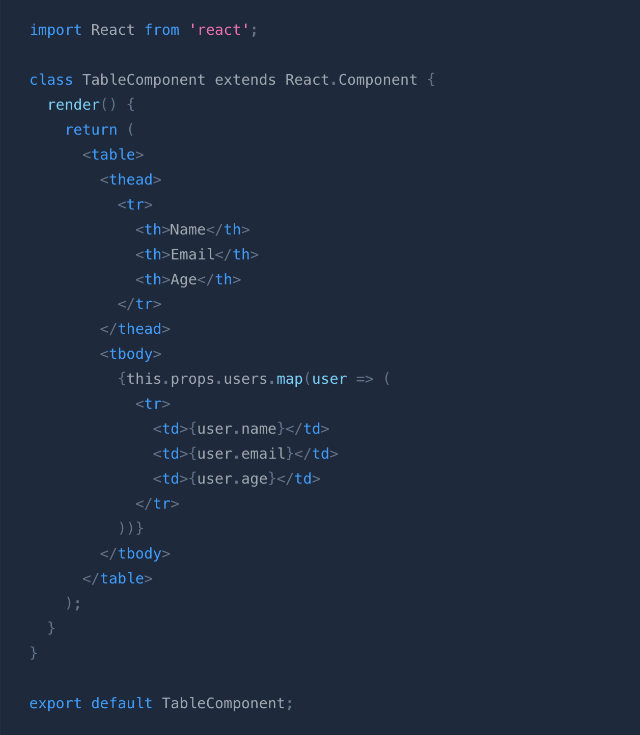 import React from 'react';

class TableComponent extends React.Component {
  render() {
    return (
      <table>
        <thead>
          <tr>
            <th>Name</th>
            <th>Email</th>
            <th>Age</th>
          </tr>
        </thead>
        <tbody>
          {this.props.users.map(user => (
            <tr>
              <td>{user.name}</td>
              <td>{user.email}</td>
              <td>{user.age}</td>
            </tr>
          ))}
        </tbody>
      </table>
    );
  }
}

export default TableComponent;